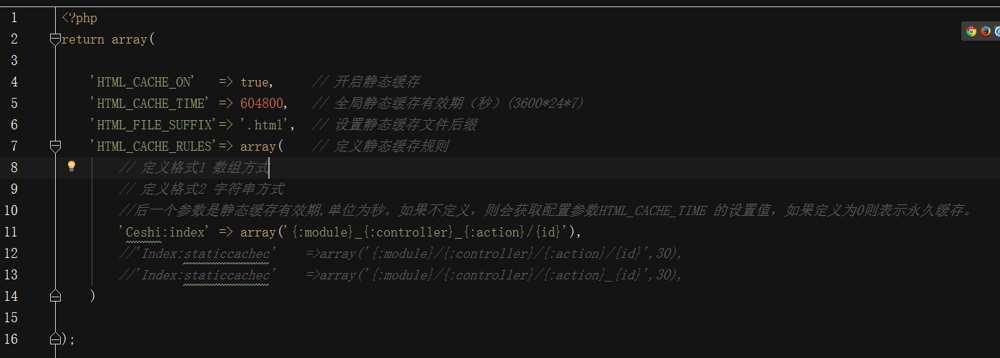 1 <?php
2 return array(
3
4 'HTML_CACHE_ON' => true, // 开启静态缓存
5 'HTML_CACHE_TIME' => 604800, // 全局静态缓存有效期（秒）(3600*24*7)
6 'HTML_FILE_SUFFIX'=> '.html', // 设置静态缓存文件后缀
7 'HTML_CACHE_RULES'=> array( // 定义静态缓存规则
8 // 定义格式1 数组方式
9 // 定义格式2 字符串方式
10 //后一个参数是静态缓存有效期,单位为秒。如果不定义，则会获取配置参数HTML_CACHE_TIME 的设置值，如果定义为0则表示永久缓存。
11 'Ceshi:index' => array('{:module}_{:controller}_{:action}/{id}'),
12 //'Index:staticcachec' =>array('{:module}/{:controller}/{:action}/{id}',30),
13 //'Index:staticcachec' =>array('{:module}/{:controller}/{:action}_{id}',30),
14 )
15
16 );